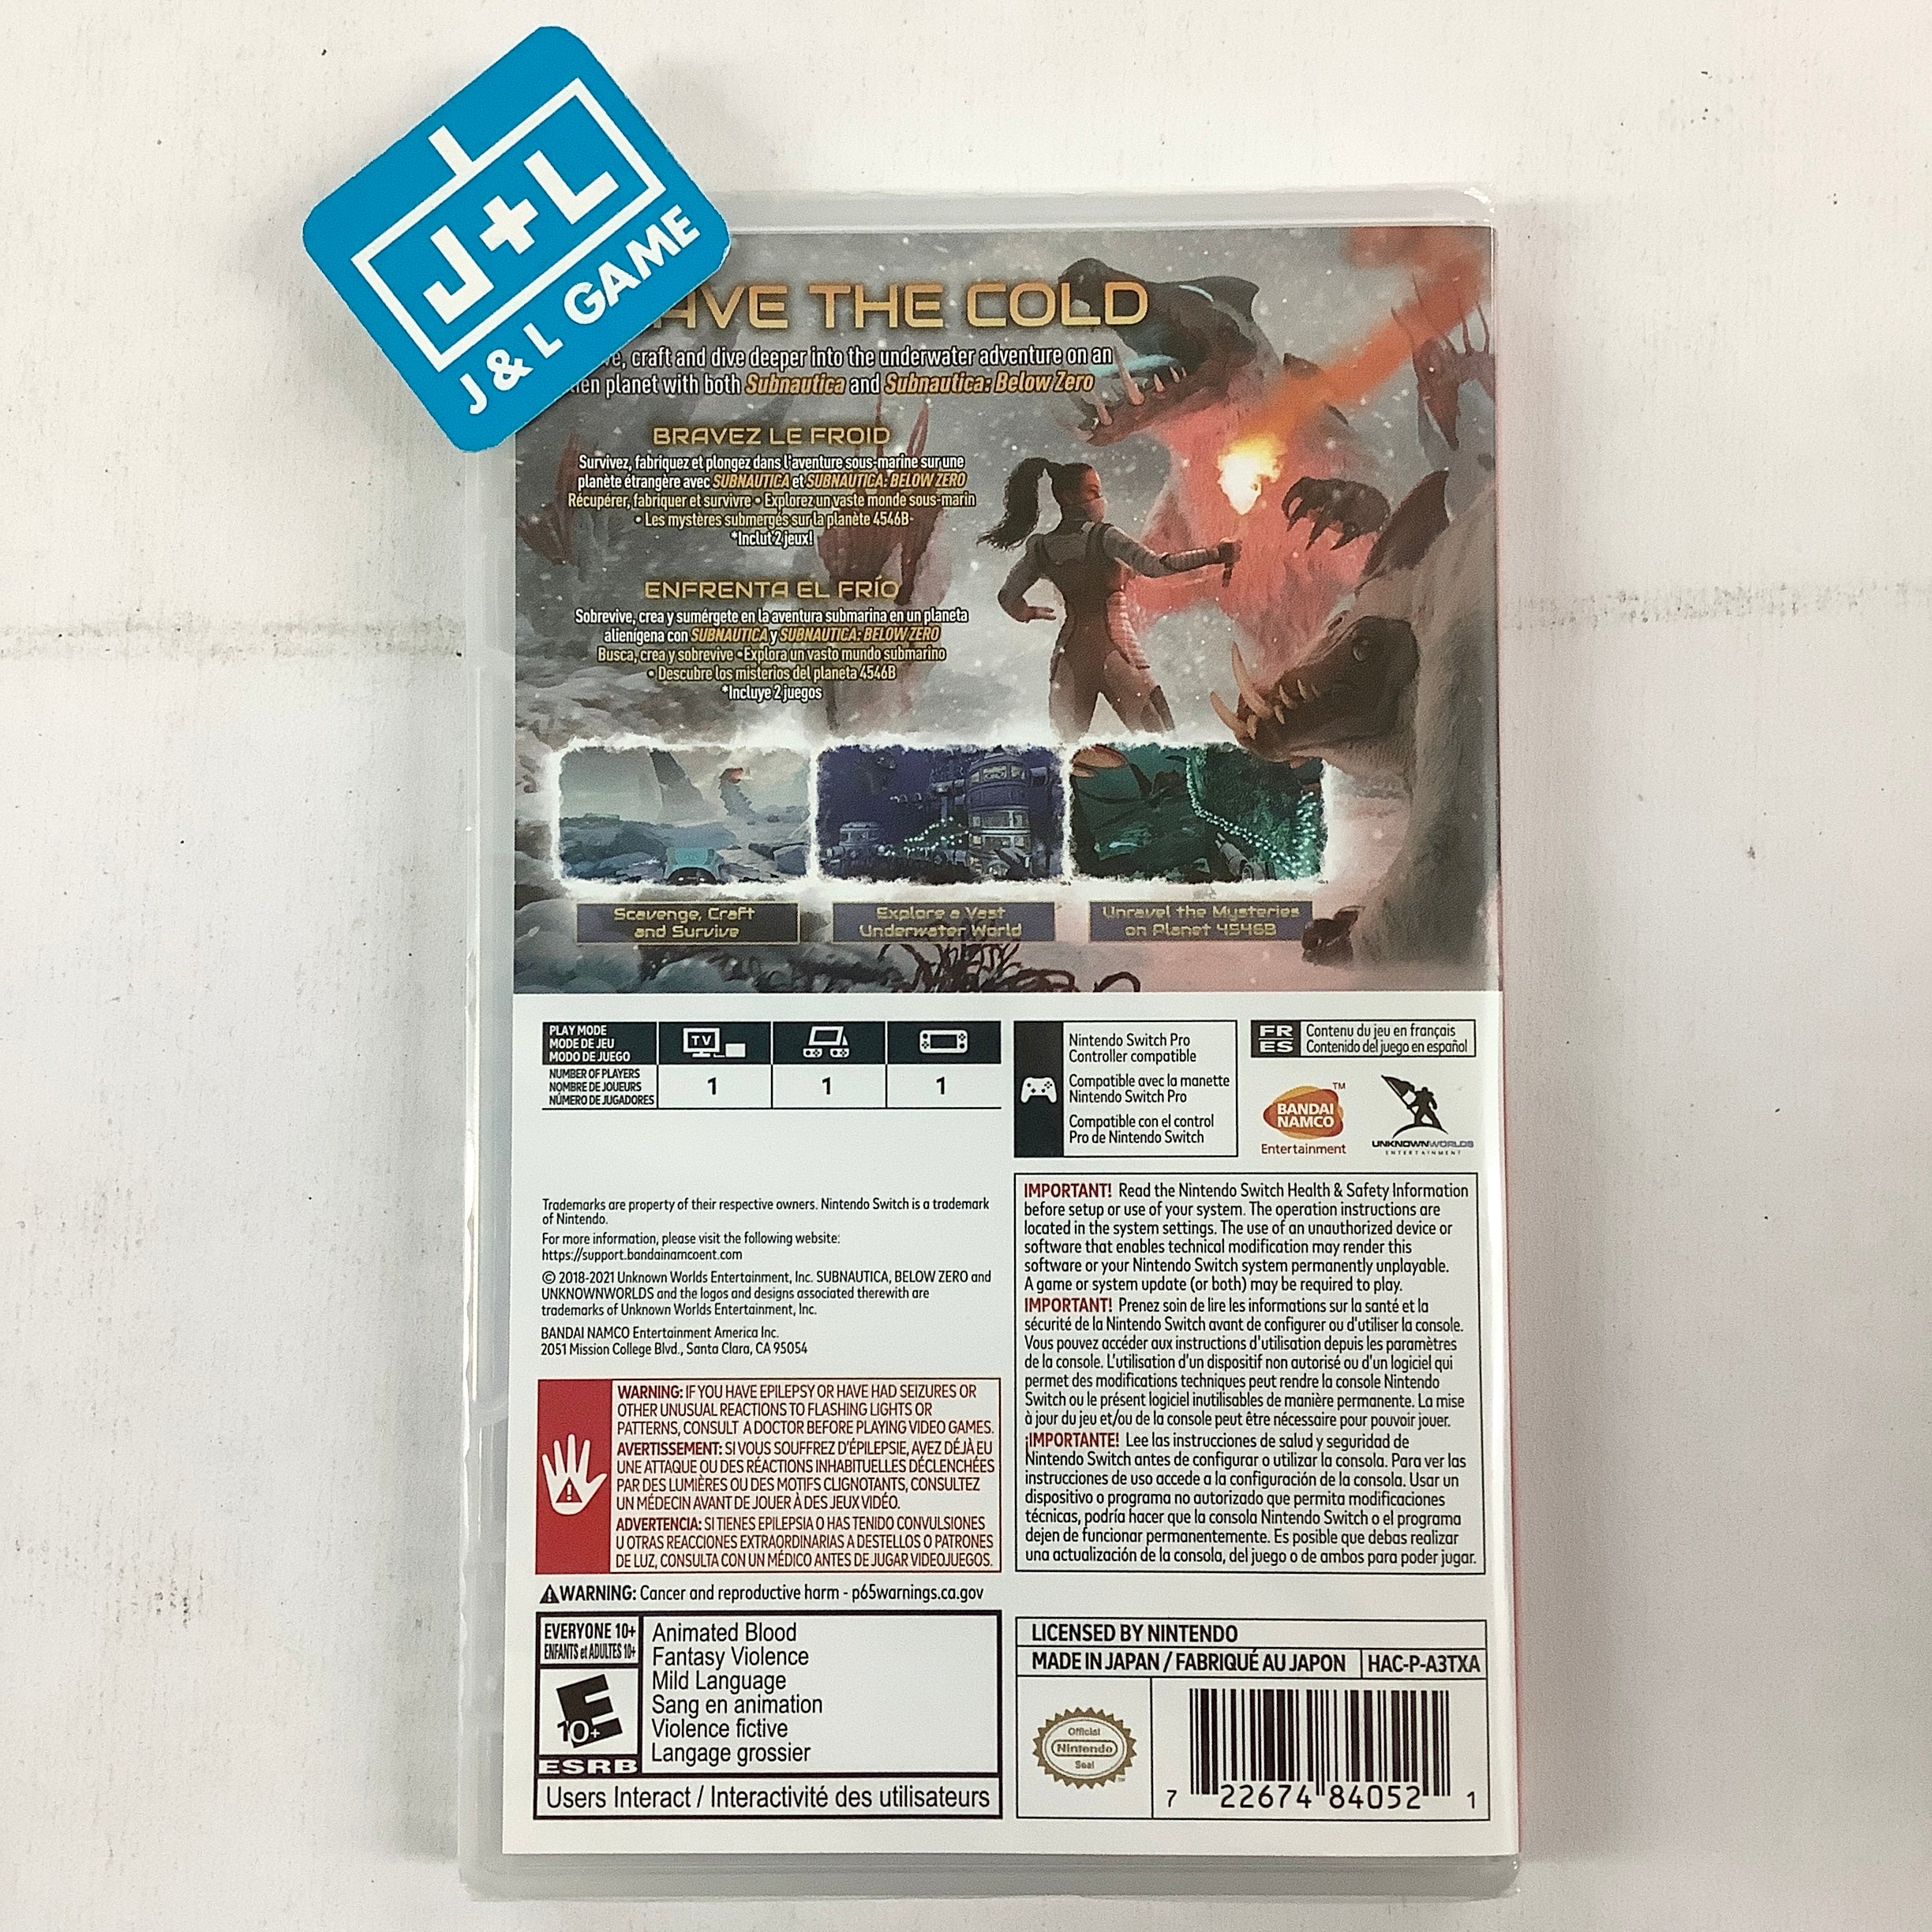 J+L
J & L GAME
AVE THE COLD
craft and dive deeper into the underwater adventure on an
planet with both Subnautica and Subnautica: Below Zero
BRAVEZ LE FROID
Survivez, fabriquez et plongez dans l'aventure sous-marine sur une
planète étrangère avec SUBNAUTICA et SUBNAUTICA: BELOW ZERO
Récupérer, fabriquer et survivre • Explorez un vaste monde sous-marin
• Les mystères submergés sur la planète 4546B-
*Inclut 2 jeux!
ENFRENTA EL FRÍO
Sobrevive, crea y sumérgete en la aventura submarina en un planeta
alienígena con SUBNAUTICA y SUBNAUTICA: BELOW ZERO
Busca, crea y sobrevive •Explora un vasto mundo submarino
• Descubre los misterios del planeta 4546B
*Incluye 2 juegos
Scavenge, Craft
and Survive
Explore a Vast
Underwater World
Unravel the Mysteries
on Planet 4546B
PLAY MODE
MODE DE JEU
MODO DE JUEGO
TV
NUMBER OF PLAYERS
NOMBRE DE JOUEURS
NÚMERO DE JUGADORES
1 1 1
Nintendo Switch Pro
Controller compatible
Compatible avec la manette
Nintendo Switch Pro
Compatible con el control
Pro de Nintendo Switch
FR Contenu du jeu en français
ES Contenido del juego en español
BANDAI
NAMCO
TM
Entertainment
UNKNOWNWORLDS
ENTERTAINMENT
Trademarks are property of their respective owners. Nintendo Switch is a trademark
of Nintendo.
For more information, please visit the following website:
https://support.bandainamcoent.com
© 2018-2021 Unknown Worlds Entertainment, Inc. SUBNAUTICA, BELOW ZERO and
UNKNOWNWORLDS and the logos and designs associated therewith are
trademarks of Unknown Worlds Entertainment, Inc.
BANDAI NAMCO Entertainment America Inc.
2051 Mission College Blvd., Santa Clara, CA 95054
WARNING: IF YOU HAVE EPILEPSY OR HAVE HAD SEIZURES OR
OTHER UNUSUAL REACTIONS TO FLASHING LIGHTS OR
PATTERNS, CONSULT A DOCTOR BEFORE PLAYING VIDEO GAMES.
AVERTISSEMENT: SI VOUS SOUFFREZ D'ÉPILEPSIE, AVEZ DÉJÀ EU
UNE ATTAQUE OU DES RÉACTIONS INHABITUELLES DÉCLENCHÉES
PAR DES LUMIÈRES OU DES MOTIFS CLIGNOTANTS, CONSULTEZ
UN MÉDECIN AVANT DE JOUER À DES JEUX VIDÉO.
ADVERTENCIA: SI TIENES EPILEPSIA O HAS TENIDO CONVULSIONES
U OTRAS REACCIONES EXTRAORDINARIAS A DESTELLOS O PATRONES
DE LUZ, CONSULTA CON UN MÉDICO ANTES DE JUGAR VIDEOJUEGOS.
WARNING: Cancer and reproductive harm - p65warnings.ca.gov
IMPORTANT! Read the Nintendo Switch Health & Safety Information
before setup or use of your system. The operation instructions are
located in the system settings. The use of an unauthorized device or
software that enables technical modification may render this
software or your Nintendo Switch system permanently unplayable.
A game or system update (or both) may be required to play.
IMPORTANT! Prenez soin de lire les informations sur la santé et la
sécurité de la Nintendo Switch avant de configurer ou d'utiliser la console.
Vous pouvez accéder aux instructions d'utilisation depuis les paramètres
de la console. L'utilisation d'un dispositif non autorisé ou d'un logiciel qui
permet des modifications techniques peut rendre la console Nintendo
Switch ou le présent logiciel inutilisables de manière permanente. La mise
à jour du jeu et/ou de la console peut être nécessaire pour pouvoir jouer.
¡IMPORTANTE! Lee las instrucciones de salud y seguridad de
Nintendo Switch antes de configurar o utilizar la consola. Para ver las
instrucciones de uso accede a la configuración de la consola. Usar un
dispositivo o programa no autorizado que permita modificaciones
técnicas, podría hacer que la consola Nintendo Switch o el programa
dejen de funcionar permanentemente. Es posible que debas realizar
una actualización de la consola, del juego o de ambos para poder jugar.
EVERYONE 10+
ENFANTS et ADULTES 10+
E
10+
ESRB
Animated Blood
Fantasy Violence
Mild Language
Sang en animation
Violence fictive
Langage grossier
Users Interact / Interactivité des utilisateurs
LICENSED BY NINTENDO
MADE IN JAPAN / FABRIQUÉ AU JAPON HAC-P-A3TXA
Official
Nintendo
Seal
TM
7 22674 84052 1